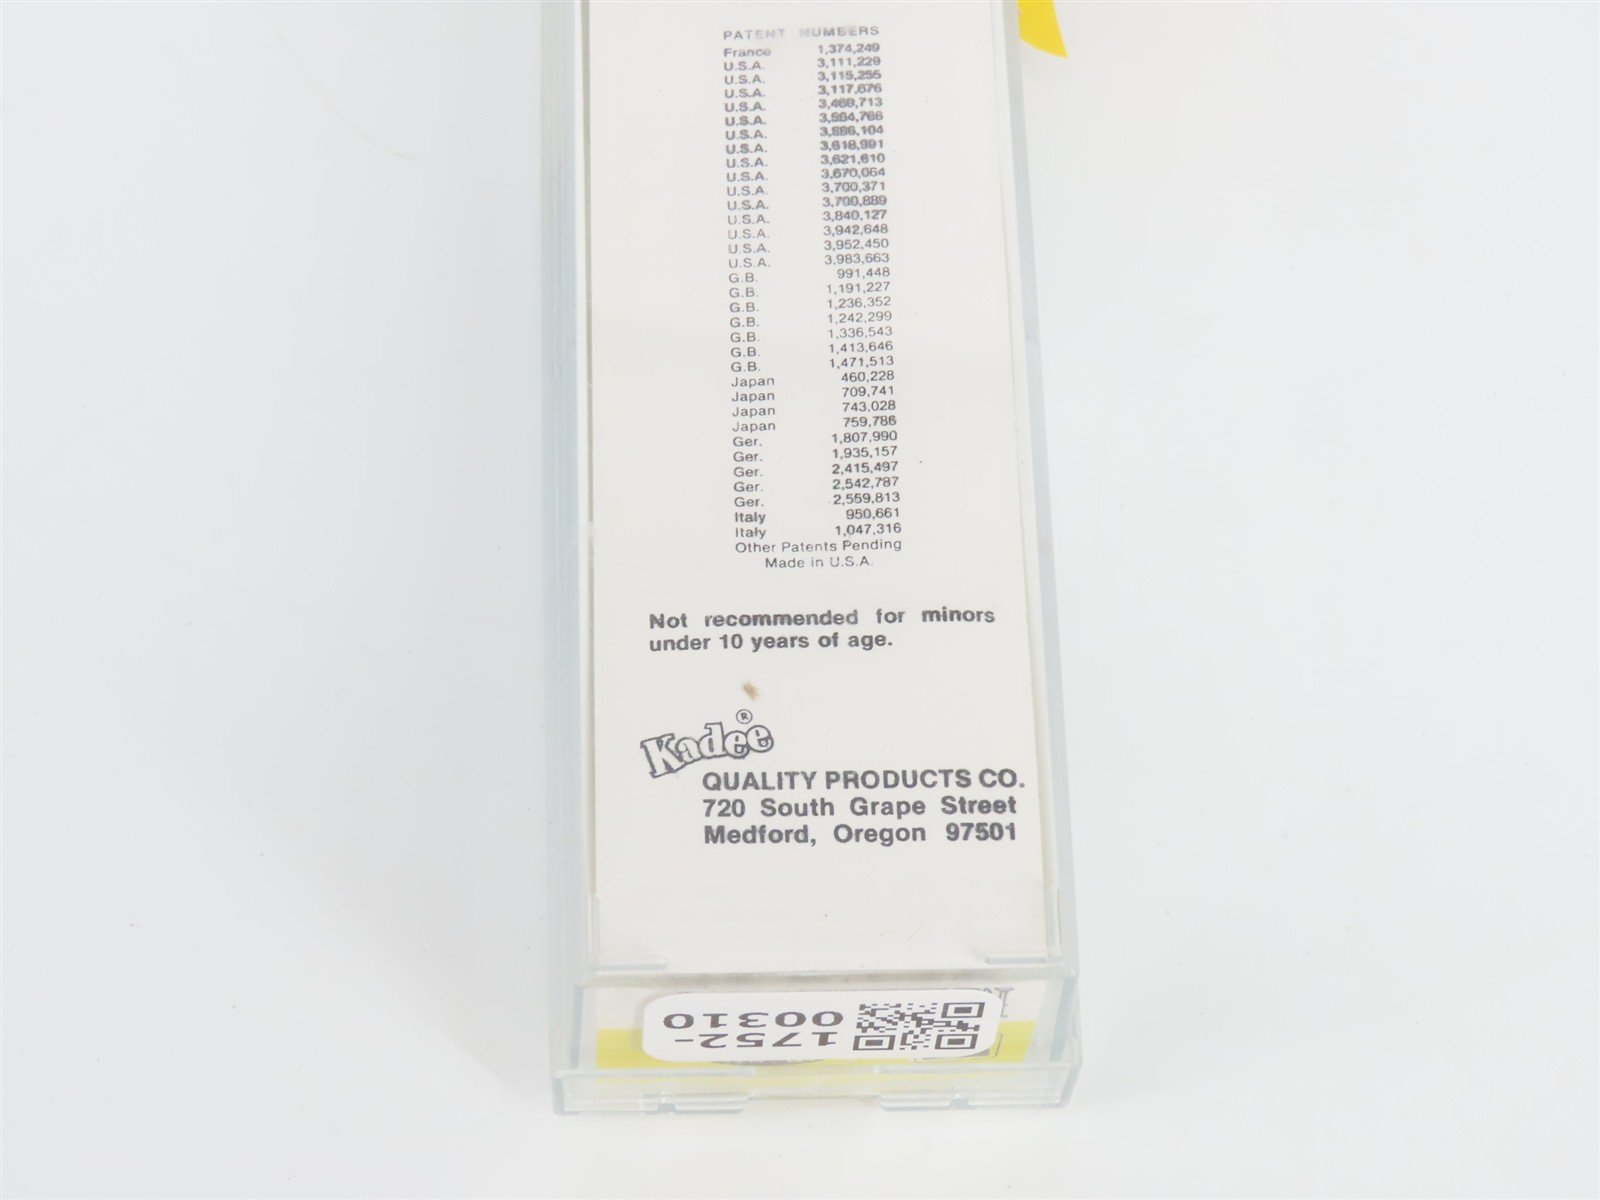 PATENT NUMBERS
France 1,374,249
U.S.A. 3,111,229
U.S.A. 3,115,255
U.S.A. 3,117,676
U.S.A. 3,469,713
U.S.A. 3,564,766
U.S.A. 3,586,104
U.S.A. 3,618,991
U.S.A. 3,621,610
U.S.A. 3,670,064
U.S.A. 3,700,371
U.S.A. 3,700,889
U.S.A. 3,840,127
U.S.A. 3,942,648
U.S.A. 3,952,450
U.S.A. 3,983,663
G.B. 991,448
G.B. 1,191,227
G.B. 1,236,352
G.B. 1,242,299
G.B. 1,336,543
G.B. 1,413,646
G.B. 1,471,513
Japan 460,228
Japan 709,741
Japan 743,028
Japan 759,786
Ger. 1,807,990
Ger. 1,935,157
Ger. 2,415,497
Ger. 2,542,787
Ger. 2,559,813
Italy 950,661
Italy 1,047,316
Other Patents Pending
Made in U.S.A.
Not recommended for minors
under 10 years of age.
Kadee®
QUALITY PRODUCTS CO.
720 South Grape Street
Medford, Oregon 97501
1752-
00310